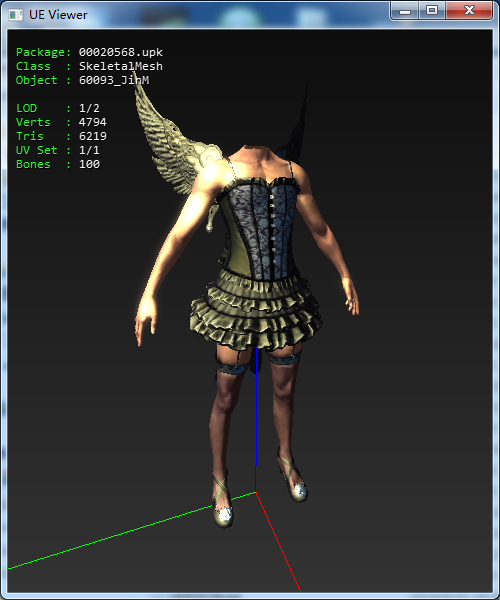 UE Viewer
Package: 00020568.upk
Class : SkeletalMesh
Object : 60093_JinM
LOD : 1/2
Verts : 4794
Tris : 6219
UV Set : 1/1
Bones : 100